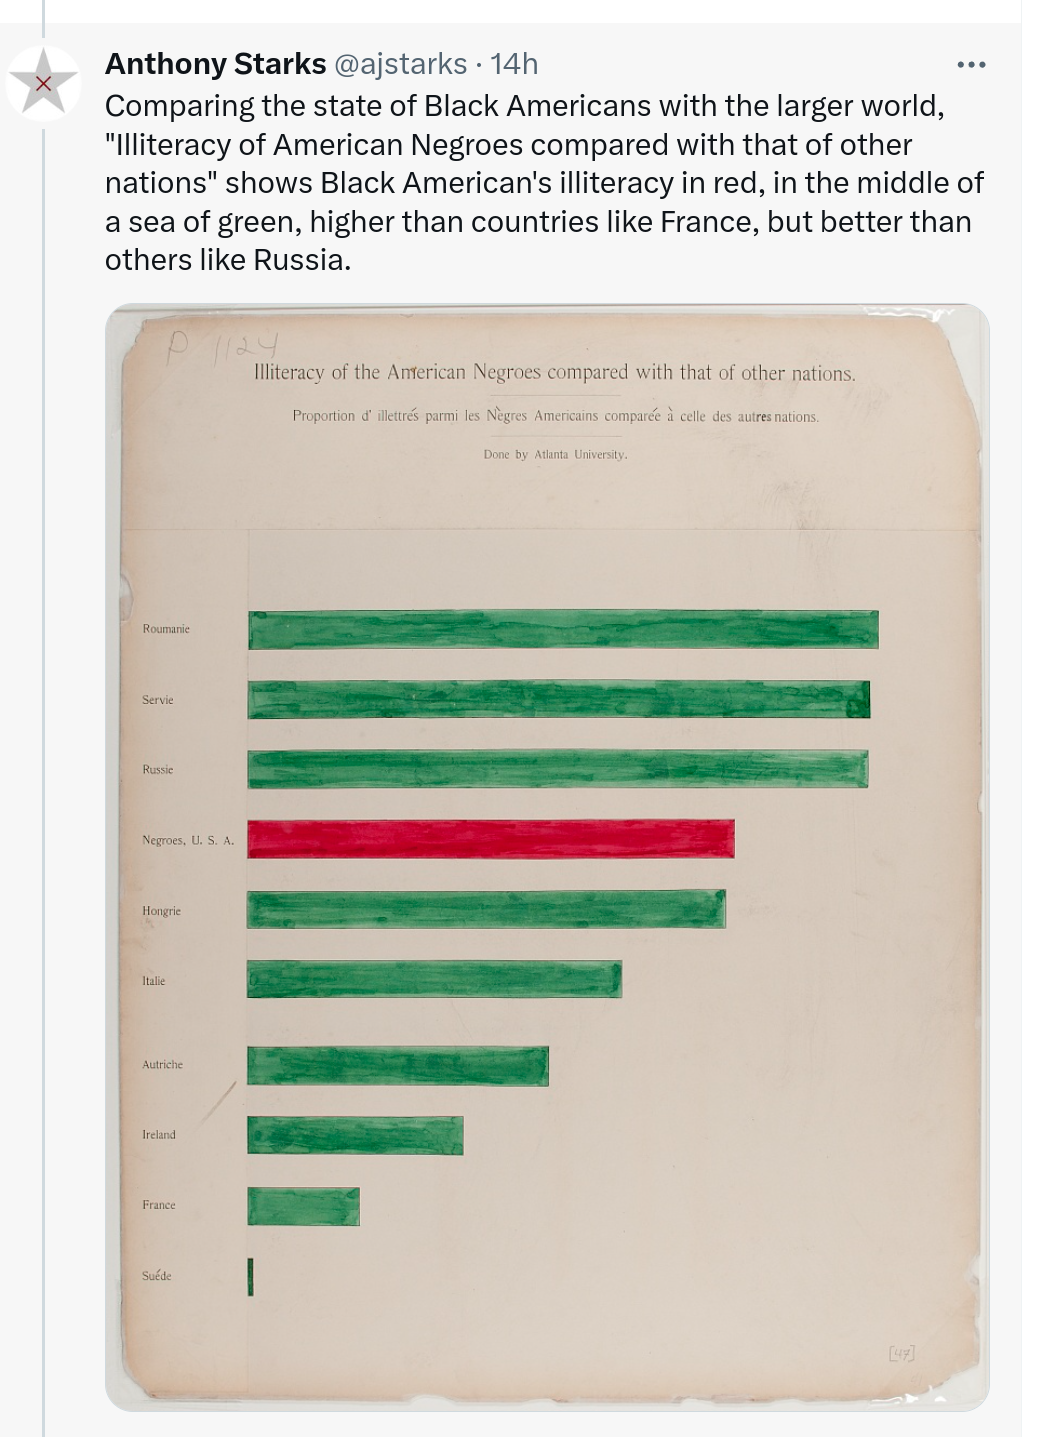 Anthony Starks @ajstarks · 14h
Comparing the state of Black Americans with the larger world,
"Illiteracy of American Negroes compared with that of other
nations" shows Black American's illiteracy in red, in the middle of
a sea of green, higher than countries like France, but better than
others like Russia.
P 1124
Illiteracy of the American Negroes compared with that of other nations.
Proportion d' illettrés parmi les Nègres Americains comparée à celle des autres nations.
Done by Atlanta University.
Roumanie
Servie
Russie
Negroes, U. S. A.
Hongrie
Italie
Autriche
Ireland
France
Suéde
[47]